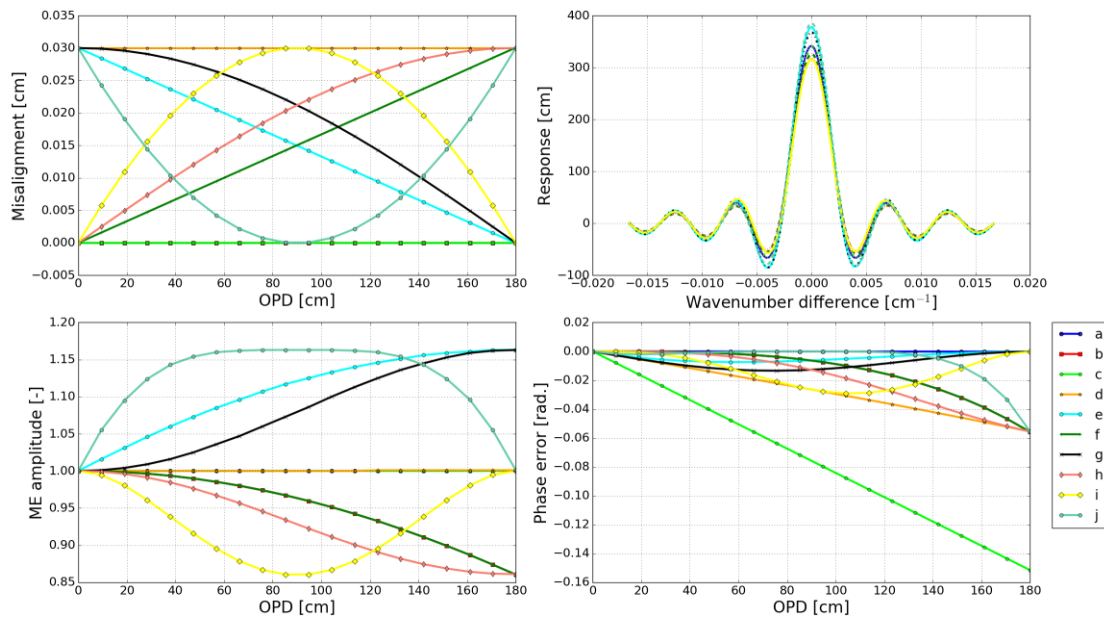 0.035
0.030
0.025
0.020
0.015
0.010
0.005
0.000
−0.005
Misalignment [cm]
0 20 40 60 80 100 120 140 160 180
OPD [cm]
400
300
200
100
0
−100
Response [cm]
−0.020 −0.015 −0.010 −0.005 0.000 0.005 0.010 0.015 0.020
Wavenumber difference [cm⁻¹]
1.20
1.15
1.10
1.05
1.00
0.95
0.90
0.85
ME amplitude [-]
0 20 40 60 80 100 120 140 160 180
OPD [cm]
0.02
0.00
−0.02
−0.04
−0.06
−0.08
−0.10
−0.12
−0.14
−0.16
Phase error [rad.]
0 20 40 60 80 100 120 140 160 180
OPD [cm]
a
b
c
d
e
f
g
h
i
j